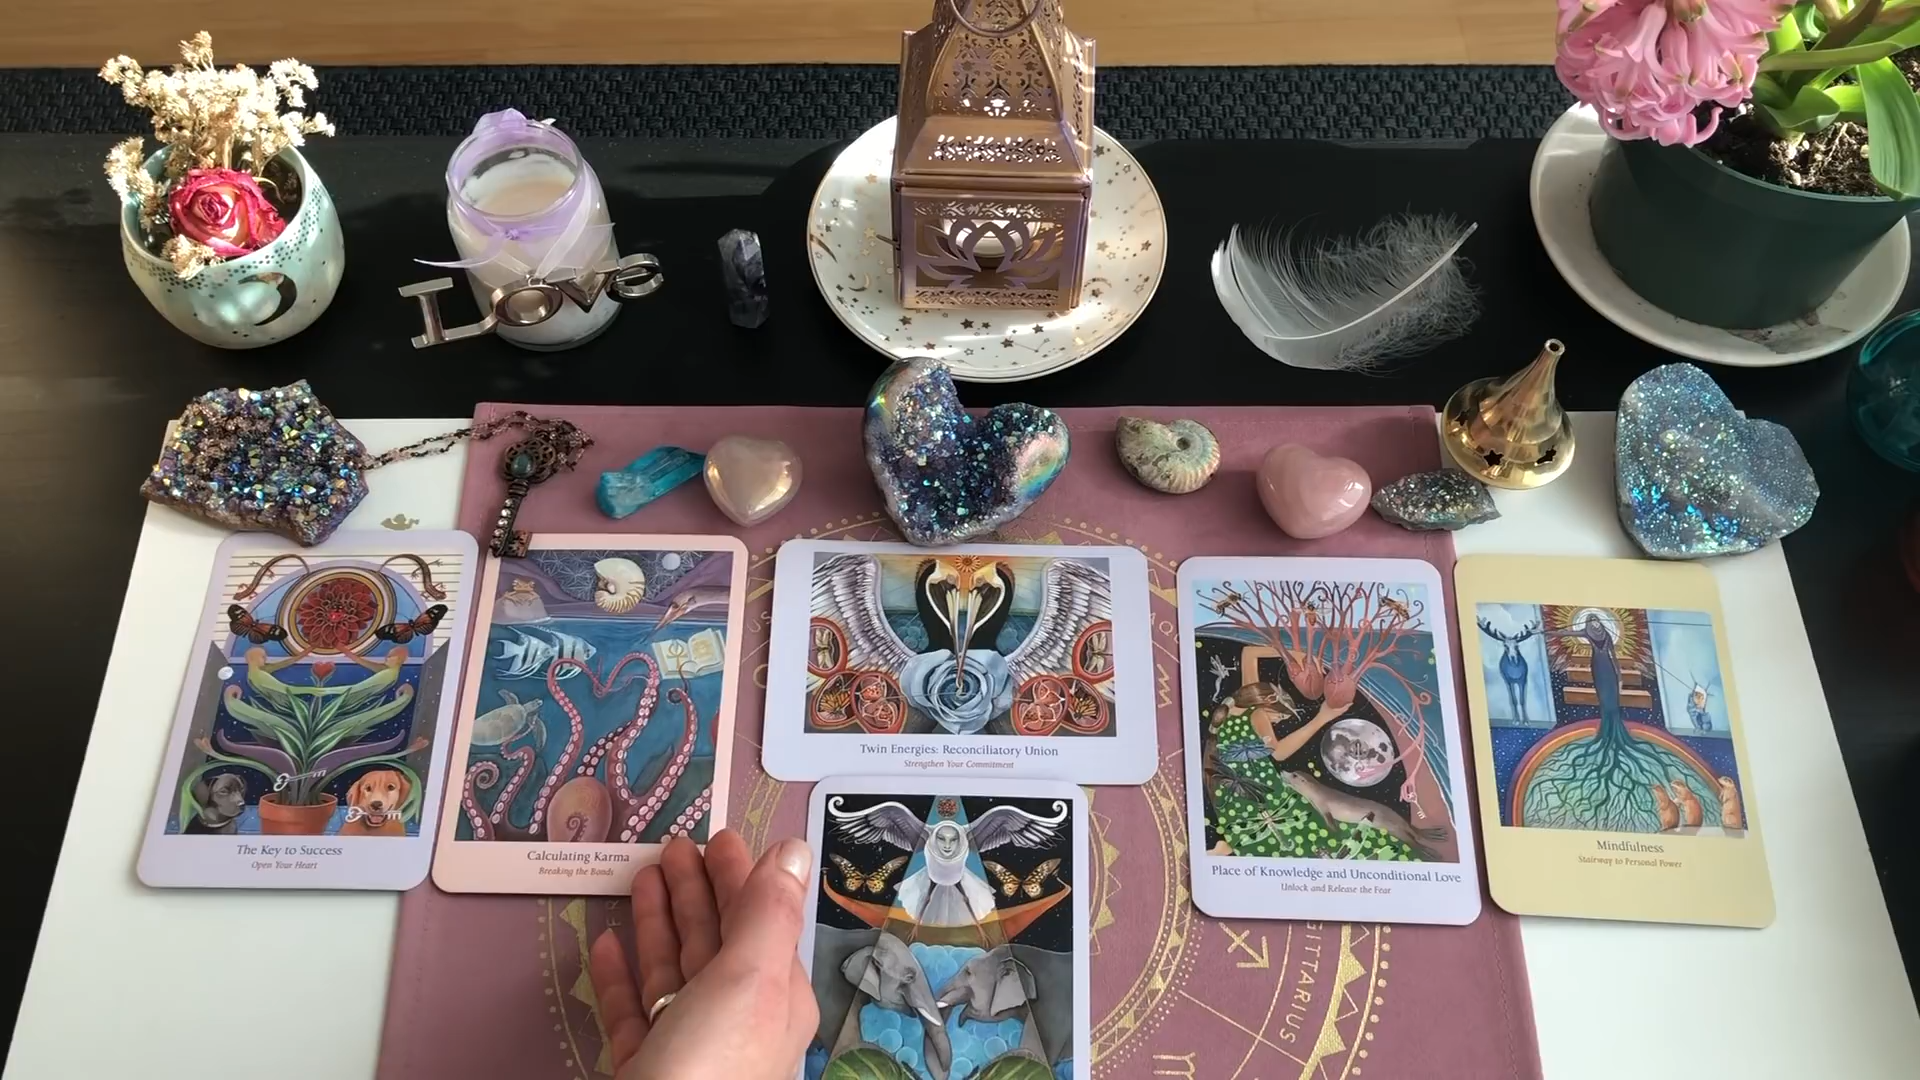 LOVE
The Key to Success
Open Your Heart
Calculating Karma
Breaking the Bonds
Twin Energies: Reconciliatory Union
Strengthen Your Commitment
Place of Knowledge and Unconditional Love
Unlock and Release the Fear
Mindfulness
Stairway to Personal Power